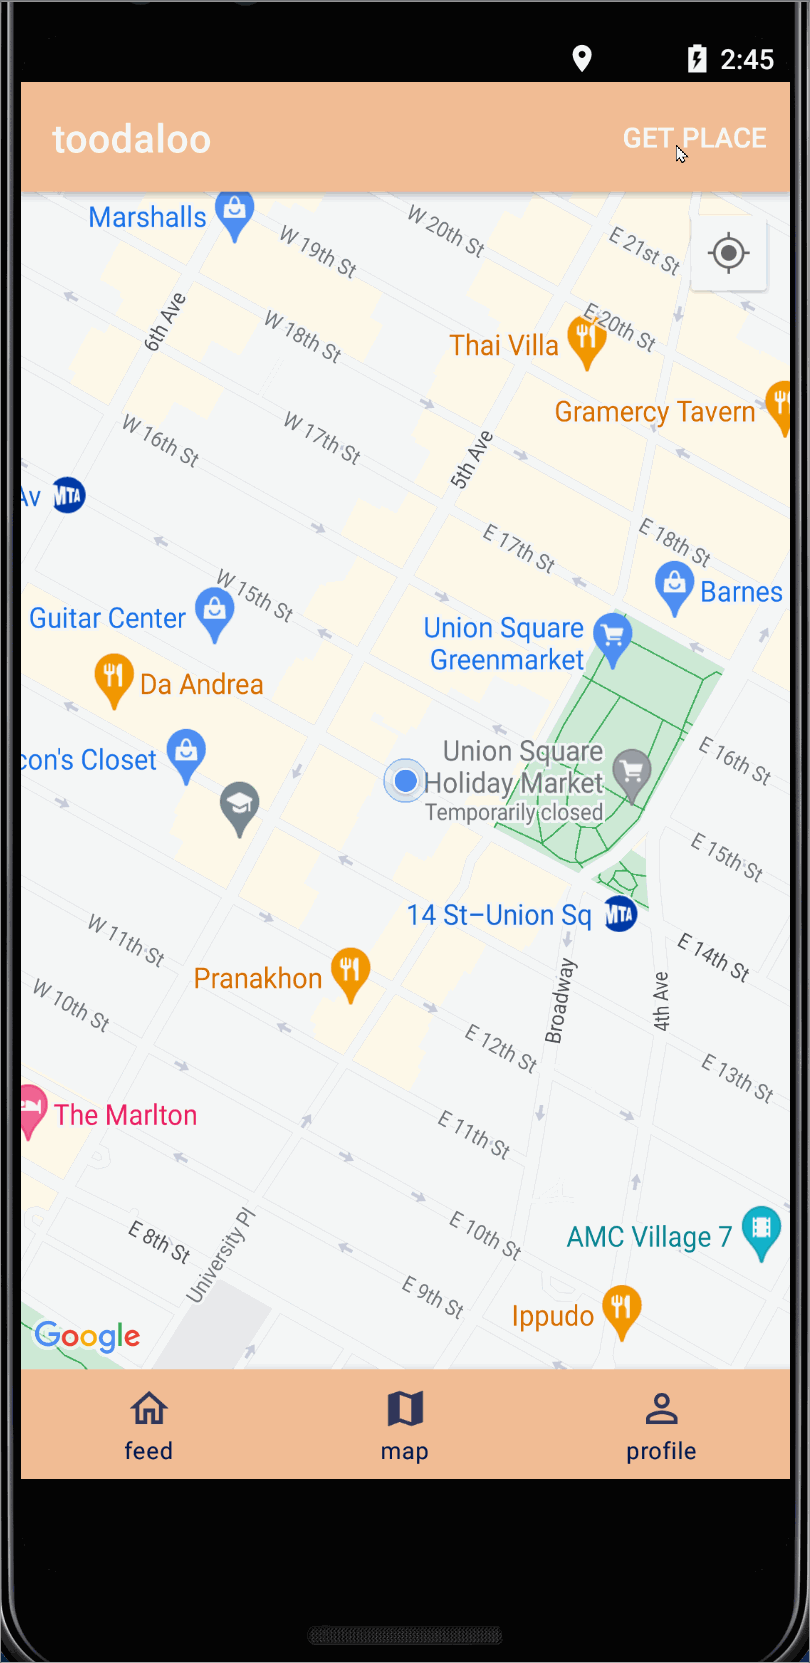 2:45
toodaloo
GET PLACE
Marshalls
W 19th St
W 20th St
E 21st St
6th Ave
W 18th St
Thai Villa
E 20th St
Gramercy Tavern
W 16th St
W 17th St
5th Ave
Av
MTA
E 17th St
E 18th St
W 15th St
Barnes
Guitar Center
Union Square
Greenmarket
Da Andrea
con's Closet
Union Square
Holiday Market
Temporarily closed
E 16th St
E 15th St
14 St–Union Sq
MTA
W 11th St
E 14th St
Pranakhon
W 10th St
Broadway
4th Ave
E 12th St
E 13th St
The Marlton
E 11th St
E 8th St
University Pl
E 10th St
AMC Village 7
E 9th St
Ippudo
Google
feed
map
profile